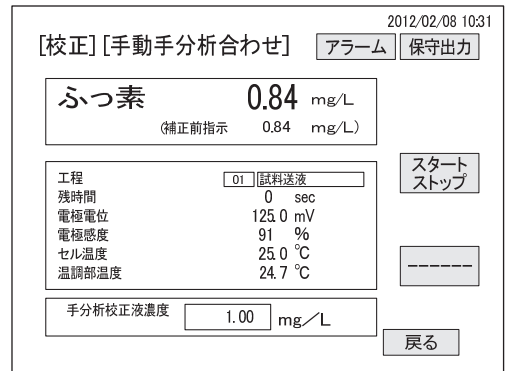 2012/02/08 10:31
[校正][手動手分析合わせ] アラーム 保守出力
ふっ素 0.84 mg/L
(補正前指示 0.84 mg/L)
スタート
ストップ
工程 01 試料送液
残時間 0 sec
電極電位 125.0 mV
電極感度 91 %
セル温度 25.0 ℃
温調部温度 24.7 ℃
------
手分析校正液濃度 1.00 mg／L
戻る